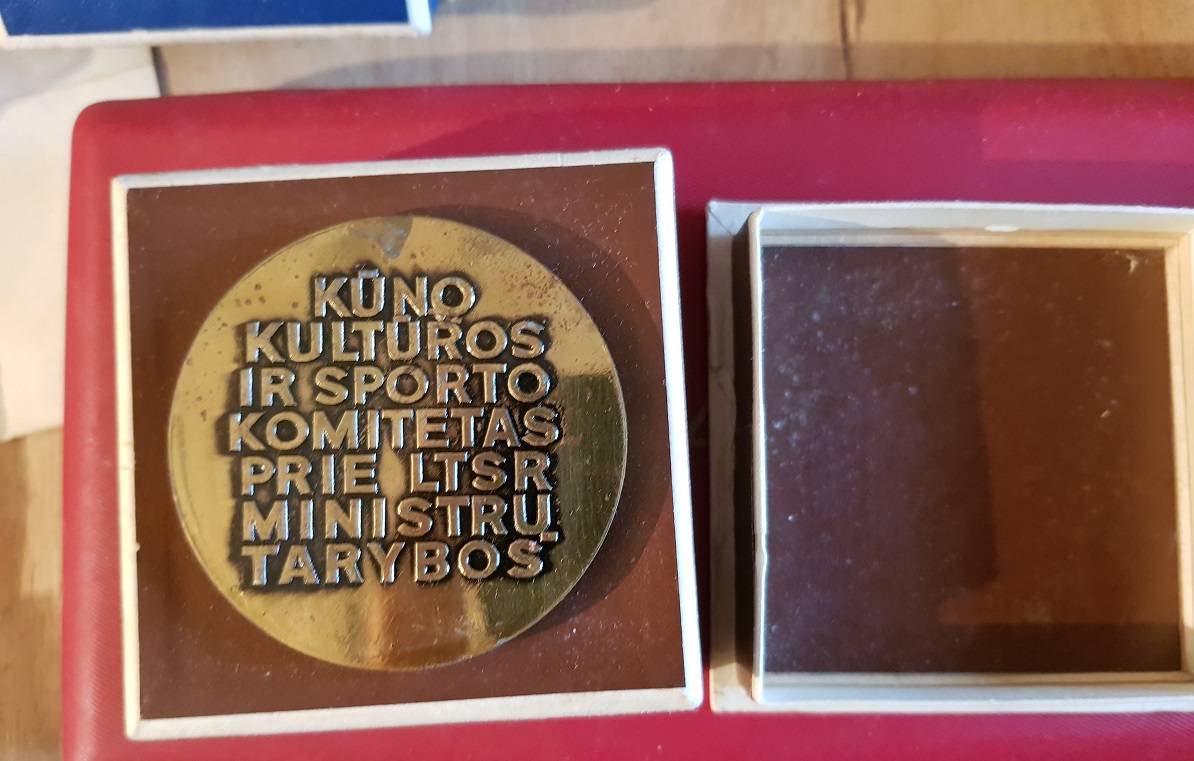 KŪNO
KULTŪROS
IR SPORTO
KOMITETAS
PRIE LTSR
MINISTRŲ
TARYBOS